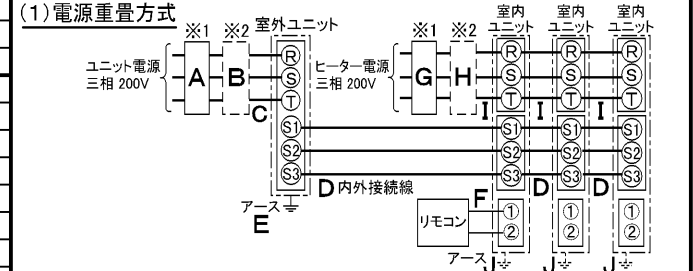 (1)電源重畳方式
※1 ※2 室外ユニット
ユニット電源
三相 200V
A B C
R
S
T
S1
S2
S3
D 内外接続線
アース
E
※1 ※2
ヒーター電源
三相 200V
G H
室内
ユニット
室内
ユニット
室内
ユニット
R R R
S S S
T T T
I I I
S1 S1 S1
S2 S2 S2
S3 S3 S3
F D D
リモコン
① ① ①
② ② ②
アース J J J